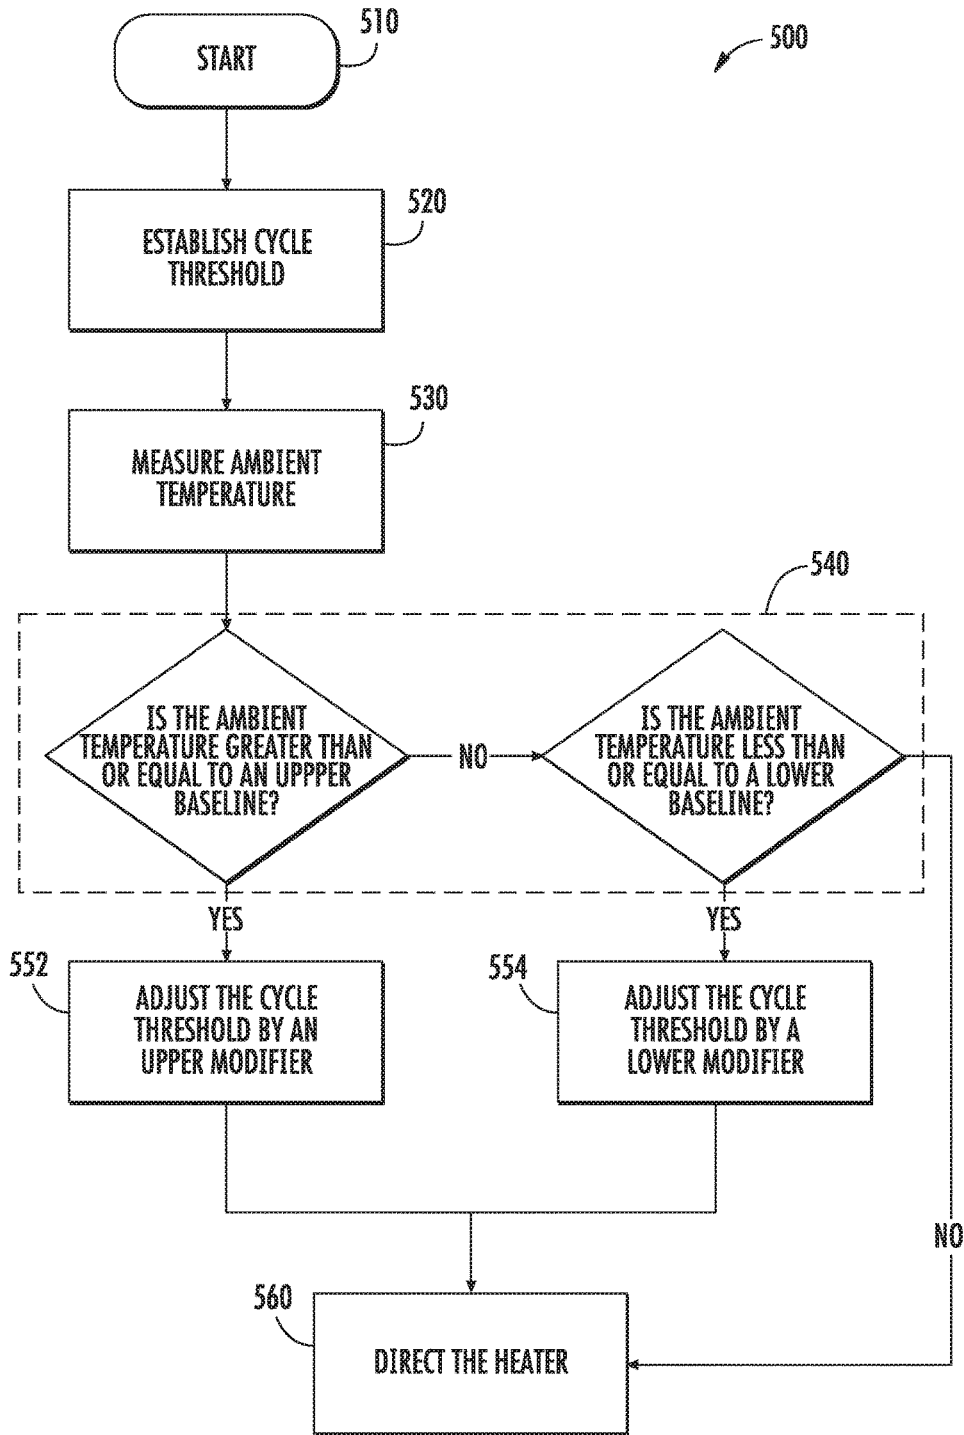 510
START
500
520
ESTABLISH CYCLE
THRESHOLD
530
MEASURE AMBIENT
TEMPERATURE
540
IS THE AMBIENT
TEMPERATURE GREATER THAN
OR EQUAL TO AN UPPPER
BASELINE?
NO
IS THE AMBIENT
TEMPERATURE LESS THAN
OR EQUAL TO A LOWER
BASELINE?
YES
YES
552
ADJUST THE CYCLE
THRESHOLD BY AN
UPPER MODIFIER
554
ADJUST THE CYCLE
THRESHOLD BY A
LOWER MODIFIER
NO
560
DIRECT THE HEATER